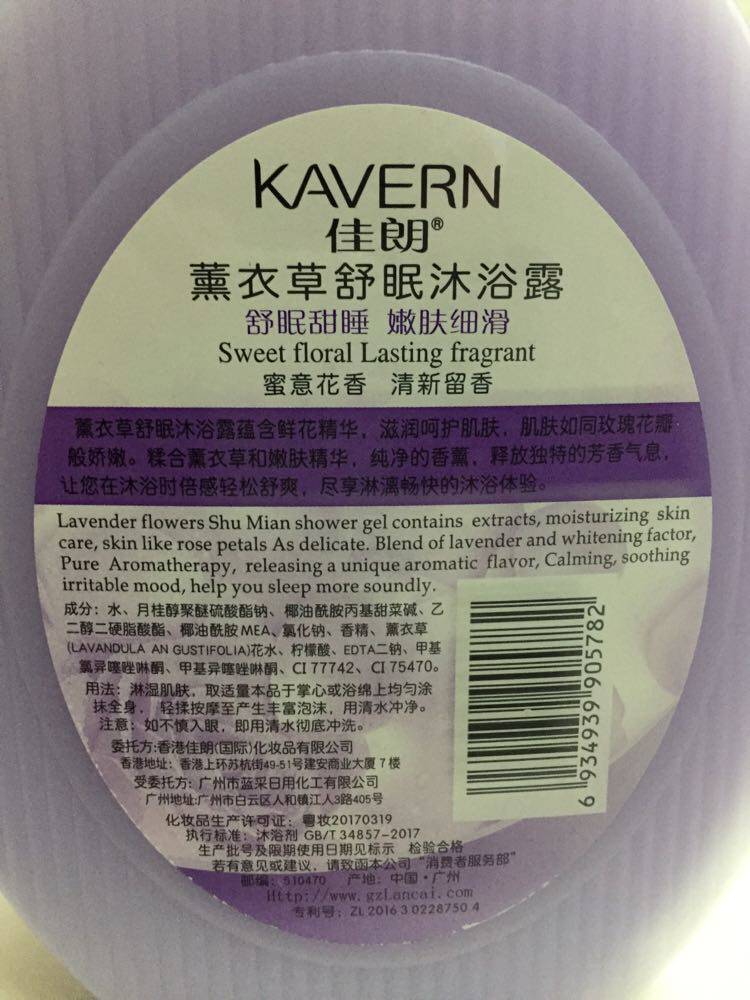 KAVERN
佳朗®
薰衣草舒眠沐浴露
舒眠甜睡 嫩肤细滑
Sweet floral Lasting fragrant
蜜意花香 清新留香
薰衣草舒眠沐浴露蕴含鲜花精华，滋润呵护肌肤，肌肤如同玫瑰花瓣
般娇嫩。糅合薰衣草和嫩肤精华，纯净的香薰，释放独特的芳香气息，
让您在沐浴时倍感轻松舒爽，尽享淋漓畅快的沐浴体验。
Lavender flowers Shu Mian shower gel contains extracts, moisturizing skin
care, skin like rose petals As delicate. Blend of lavender and whitening factor,
Pure Aromatherapy, releasing a unique aromatic flavor, Calming, soothing
irritable mood, help you sleep more soundly.
成分：水、月桂醇聚醚硫酸酯钠、椰油酰胺丙基甜菜碱、乙
二醇二硬脂酸酯、椰油酰胺MEA、氯化钠、香精、薰衣草
(LAVANDULA AN GUSTIFOLIA)花水、柠檬酸、EDTA二钠、甲基
氯异噻唑啉酮、甲基异噻唑啉酮、CI 77742、CI 75470。
用法：淋湿肌肤，取适量本品于掌心或浴绵上均匀涂
抹全身，轻揉按摩至产生丰富泡沫，用清水冲净。
注意：如不慎入眼，即用清水彻底冲洗。
委托方:香港佳朗(国际)化妆品有限公司
香港地址：香港上环苏杭街49-51号建安商业大厦7楼
受委托方：广州市蓝采日用化工有限公司
广州地址:广州市白云区人和镇江人3路405号
化妆品生产许可证：粤妆20170319
执行标准：沐浴剂 GB/T 34857-2017
生产批号及限期使用日期见标示 检验合格
若有意见或建议，请致函本公司“消费者服务部”
邮编：510470 产地：中国·广州
Http://www.gzLancai.com
专利号：ZL 2016 3 0228750 4
6 934939 905782